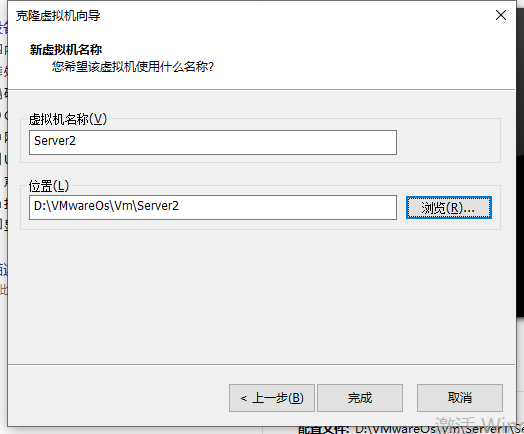 克隆虚拟机向导
新虚拟机名称
您希望该虚拟机使用什么名称?
虚拟机名称(V)
Server2
位置(L)
D:\VMwareOs\Vm\Server2
浏览(R)...
< 上一步(B)
完成
取消
激活 Win
配置文件: D:\VMwareOs\Vm\Server1\Se